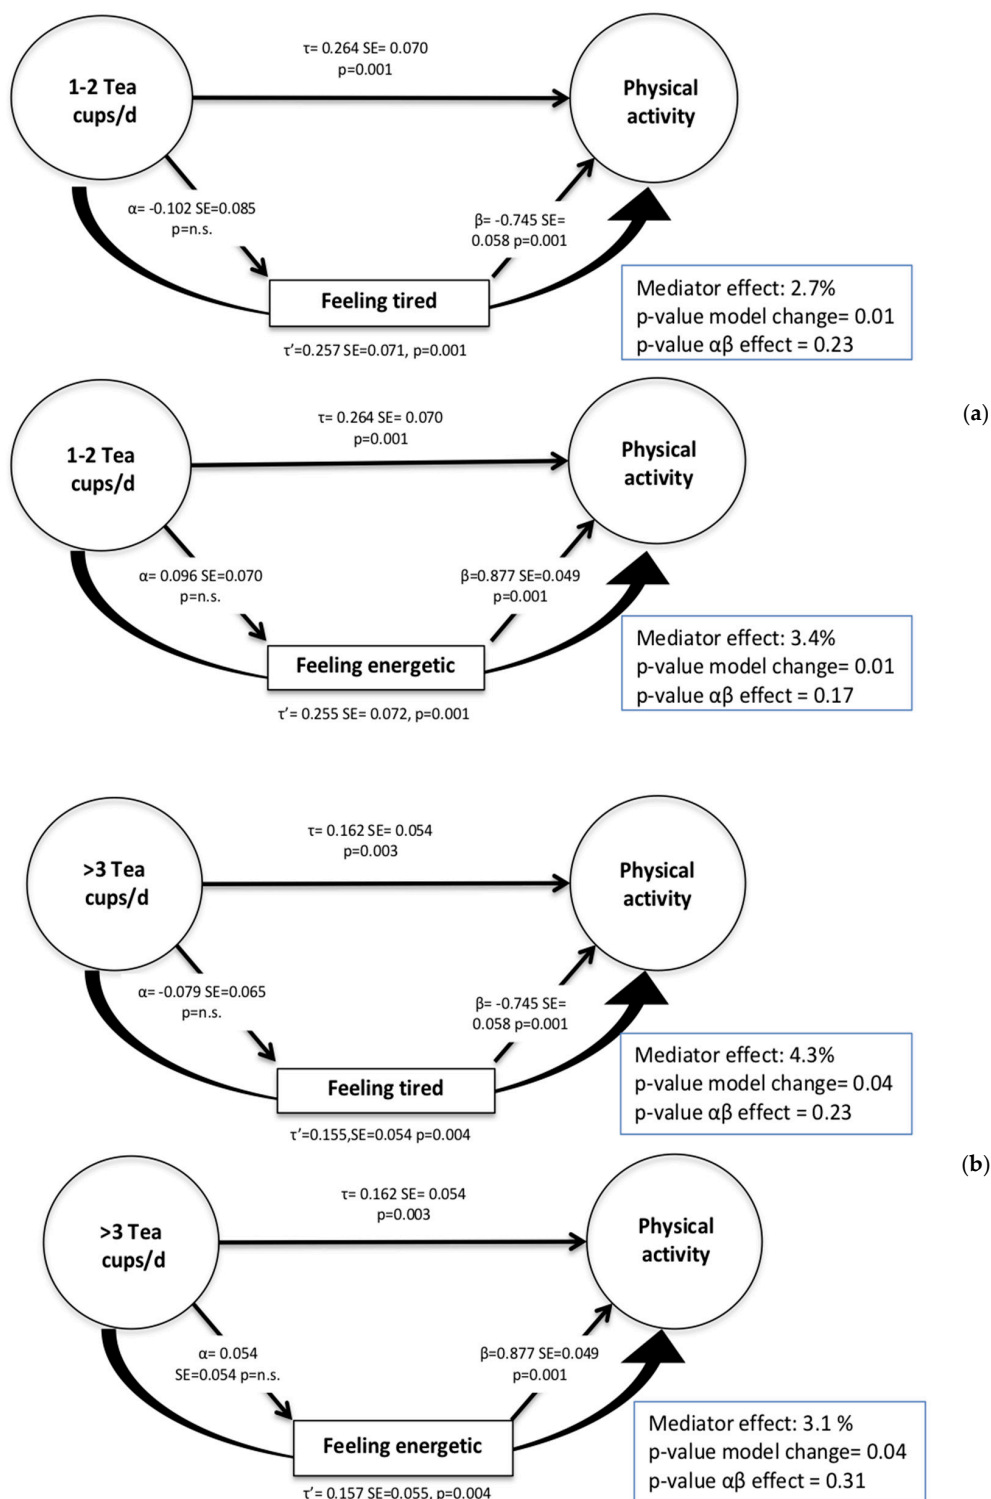 τ= 0.264 SE= 0.070
p=0.001
1-2 Tea
cups/d
Physical
activity
α= -0.102 SE=0.085
p=n.s.
β= -0.745 SE=
0.058 p=0.001
Feeling tired
τ’=0.257 SE=0.071, p=0.001
Mediator effect: 2.7%
p-value model change= 0.01
p-value αβ effect = 0.23
(a)
τ= 0.264 SE= 0.070
p=0.001
1-2 Tea
cups/d
Physical
activity
α= 0.096 SE=0.070
p=n.s.
β=0.877 SE=0.049
p=0.001
Feeling energetic
τ’= 0.255 SE= 0.072, p=0.001
Mediator effect: 3.4%
p-value model change= 0.01
p-value αβ effect = 0.17
τ= 0.162 SE= 0.054
p=0.003
>3 Tea
cups/d
Physical
activity
α= -0.079 SE=0.065
p=n.s.
β= -0.745 SE=
0.058 p=0.001
Feeling tired
τ’=0.155,SE=0.054 p=0.004
Mediator effect: 4.3%
p-value model change= 0.04
p-value αβ effect = 0.23
(b)
τ= 0.162 SE= 0.054
p=0.003
>3 Tea
cups/d
Physical
activity
α= 0.054
SE=0.054 p=n.s.
β=0.877 SE=0.049
p=0.001
Feeling energetic
τ’= 0.157 SE=0.055, p=0.004
Mediator effect: 3.1 %
p-value model change= 0.04
p-value αβ effect = 0.31